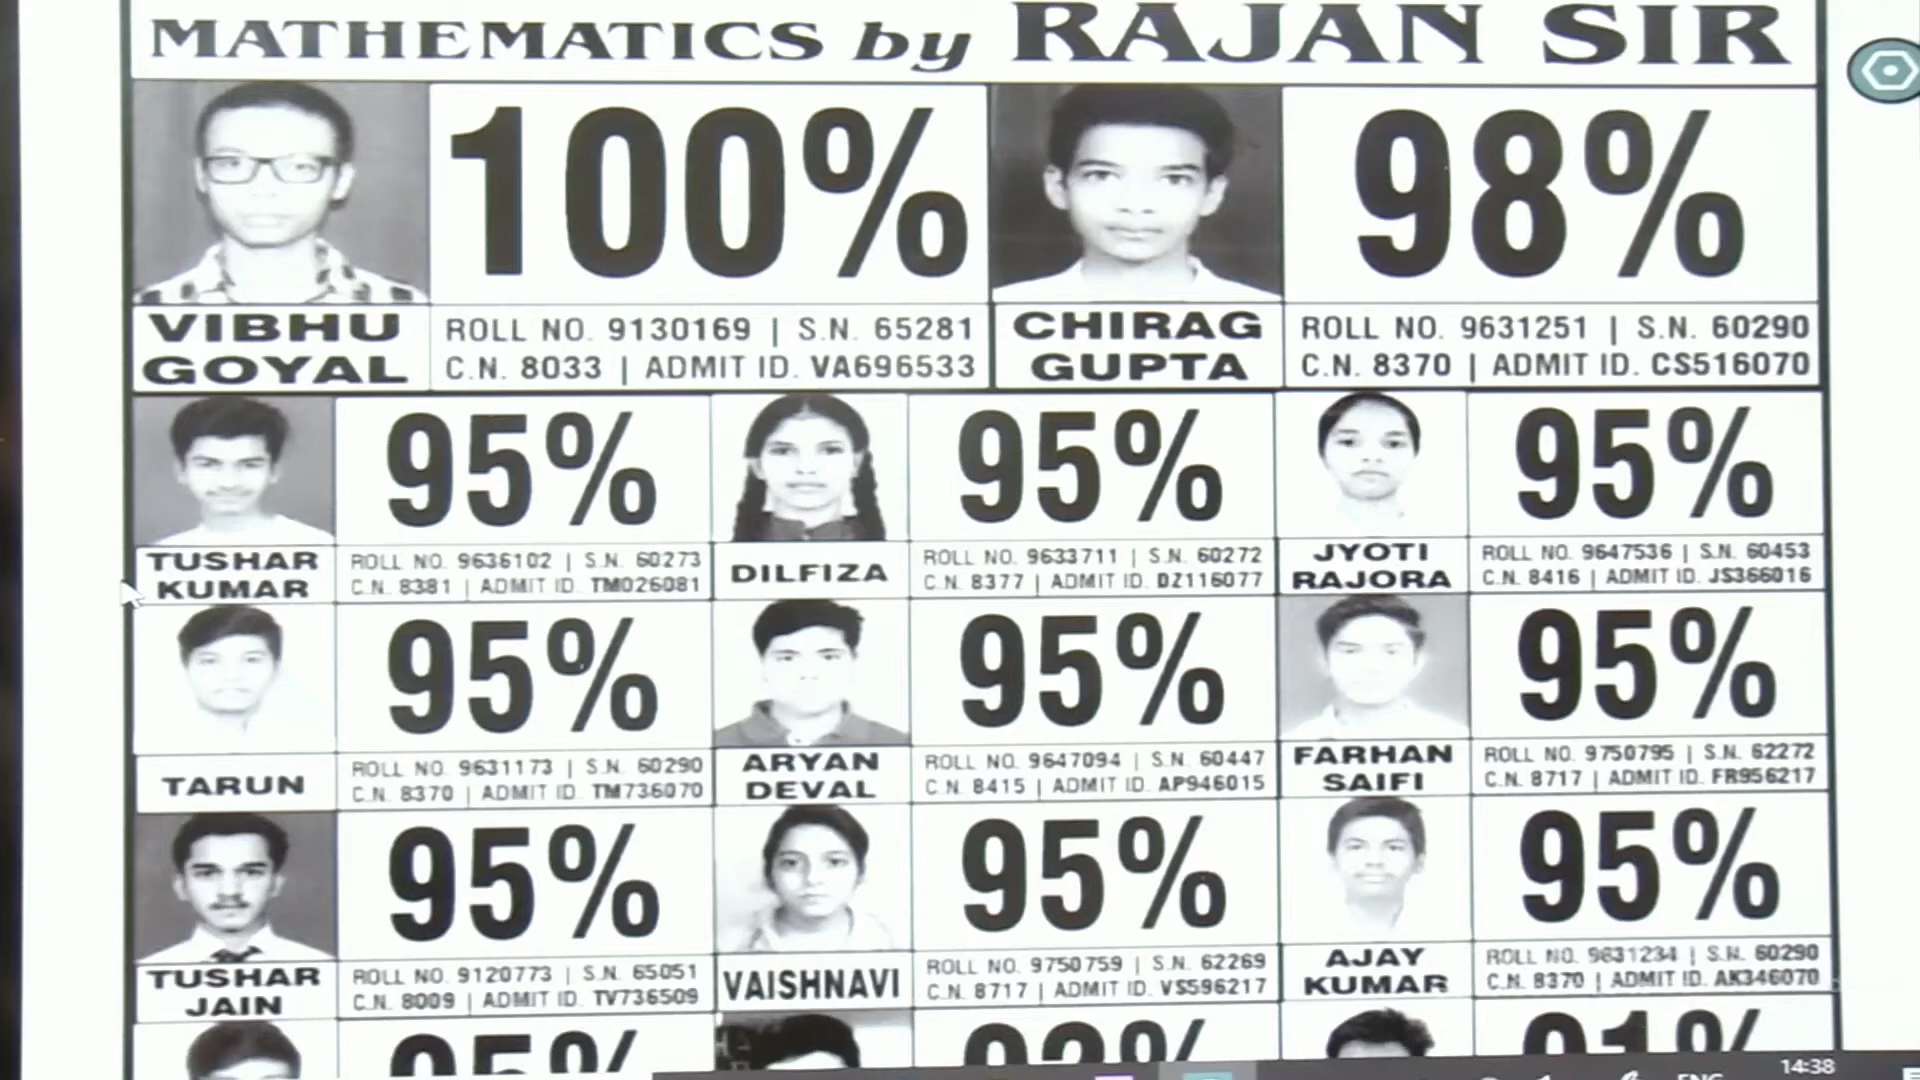 MATHEMATICS by RAJAN SIR
100%
VIBHU
GOYAL
ROLL NO. 9130169 | S.N. 65281
C.N. 8033 | ADMIT ID. VA696533
98%
CHIRAG
GUPTA
ROLL NO. 9631251 | S.N. 60290
C.N. 8370 | ADMIT ID. CS516070
95%
TUSHAR
KUMAR
ROLL NO. 9636102 | S.N. 60273
C.N. 8381 | ADMIT ID. TM026081
95%
DILFIZA
ROLL NO. 9633711 | S.N. 60272
C.N. 8377 | ADMIT ID. DZ116077
95%
JYOTI
RAJORA
ROLL NO. 9647536 | S.N. 60453
C.N. 8416 | ADMIT ID. JS366016
95%
TARUN
ROLL NO. 9631173 | S.N. 60290
C.N. 8370 | ADMIT ID. TM736070
95%
ARYAN
DEVAL
ROLL NO. 9647094 | S.N. 60447
C.N. 8415 | ADMIT ID. AP946015
95%
FARHAN
SAIFI
ROLL NO. 9750795 | S.N. 62272
C.N. 8717 | ADMIT ID. FR956217
95%
TUSHAR
JAIN
ROLL NO. 9120773 | S.N. 65051
C.N. 8009 | ADMIT ID. TV736509
95%
VAISHNAVI
ROLL NO. 9750759 | S.N. 62269
C.N. 8717 | ADMIT ID. VS596217
95%
AJAY
KUMAR
ROLL NO. 9631234 | S.N. 60290
C.N. 8370 | ADMIT ID. AK346070
95%
91%
14:38
ENG